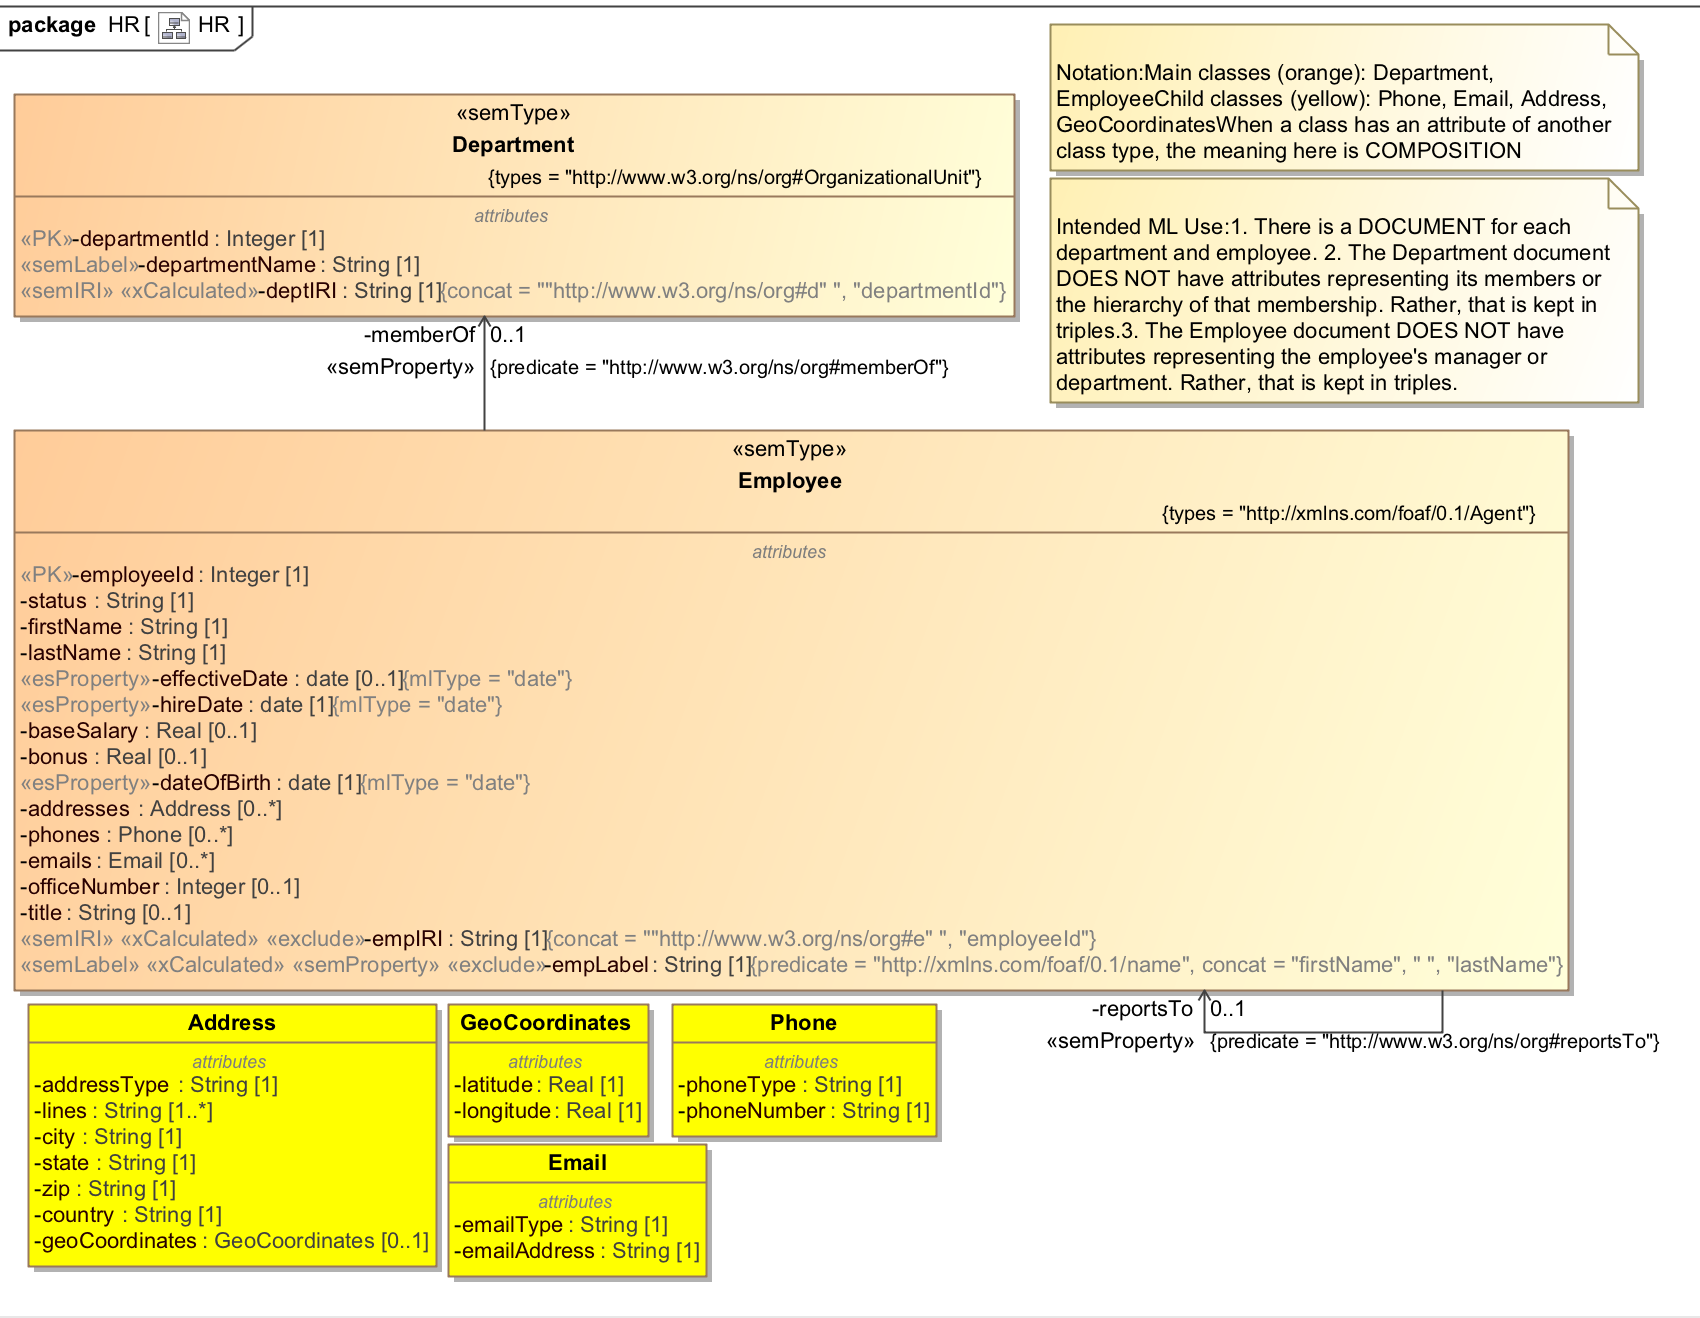 package HR [ HR ]
Notation:Main classes (orange): Department,
EmployeeChild classes (yellow): Phone, Email, Address,
GeoCoordinatesWhen a class has an attribute of another
class type, the meaning here is COMPOSITION
«semType»
Department
{types = "http://www.w3.org/ns/org#OrganizationalUnit"}
attributes
«PK»-departmentId : Integer [1]
«semLabel»-departmentName : String [1]
«semIRI» «xCalculated»-deptIRI : String [1]{concat = ""http://www.w3.org/ns/org#d" ", "departmentId"}
Intended ML Use:1. There is a DOCUMENT for each
department and employee. 2. The Department document
DOES NOT have attributes representing its members or
the hierarchy of that membership. Rather, that is kept in
triples.3. The Employee document DOES NOT have
attributes representing the employee's manager or
department. Rather, that is kept in triples.
-memberOf 0..1
«semProperty» {predicate = "http://www.w3.org/ns/org#memberOf"}
«semType»
Employee
{types = "http://xmlns.com/foaf/0.1/Agent"}
attributes
«PK»-employeeId : Integer [1]
-status : String [1]
-firstName : String [1]
-lastName : String [1]
«esProperty»-effectiveDate : date [0..1]{mlType = "date"}
«esProperty»-hireDate : date [1]{mlType = "date"}
-baseSalary : Real [0..1]
-bonus : Real [0..1]
«esProperty»-dateOfBirth : date [1]{mlType = "date"}
-addresses : Address [0..*]
-phones : Phone [0..*]
-emails : Email [0..*]
-officeNumber : Integer [0..1]
-title : String [0..1]
«semIRI» «xCalculated» «exclude»-empIRI : String [1]{concat = ""http://www.w3.org/ns/org#e" ", "employeeId"}
«semLabel» «xCalculated» «semProperty» «exclude»-empLabel : String [1]{predicate = "http://xmlns.com/foaf/0.1/name", concat = "firstName", " ", "lastName"}
-reportsTo 0..1
«semProperty» {predicate = "http://www.w3.org/ns/org#reportsTo"}
Address
attributes
-addressType : String [1]
-lines : String [1..*]
-city : String [1]
-state : String [1]
-zip : String [1]
-country : String [1]
-geoCoordinates : GeoCoordinates [0..1]
GeoCoordinates
attributes
-latitude : Real [1]
-longitude : Real [1]
Phone
attributes
-phoneType : String [1]
-phoneNumber : String [1]
Email
attributes
-emailType : String [1]
-emailAddress : String [1]